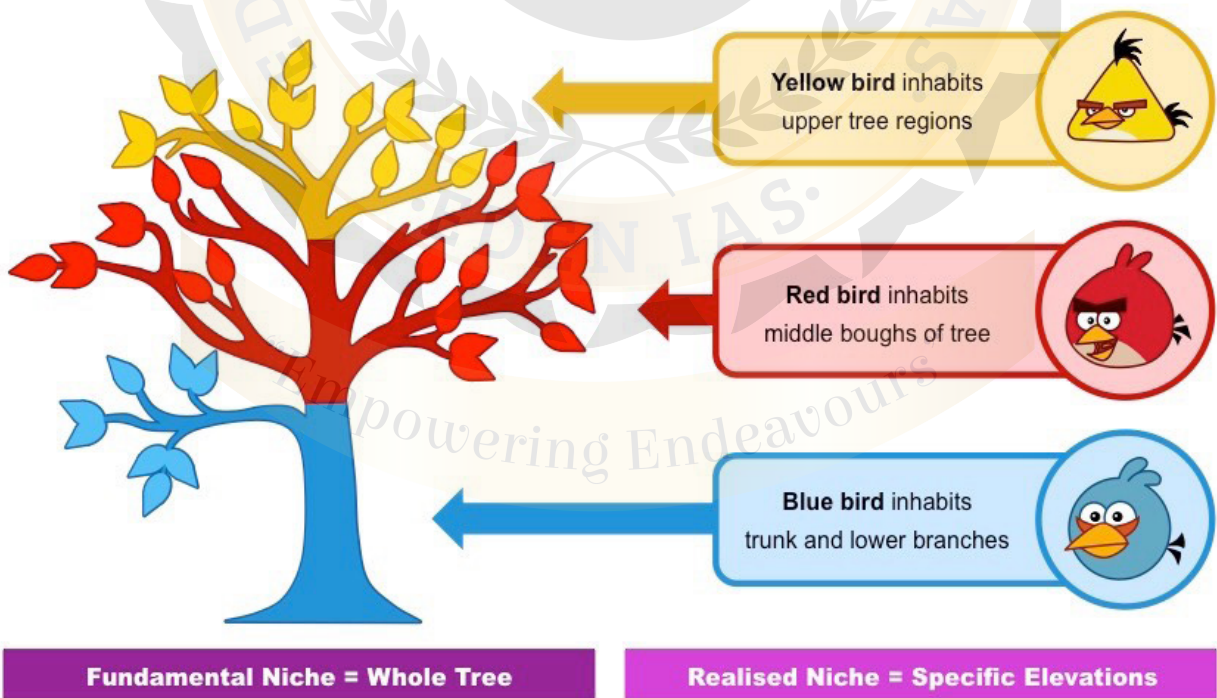 Yellow bird inhabits
upper tree regions
EDEN IAS
Red bird inhabits
middle boughs of tree
"Empowering Endeavours
Blue bird inhabits
trunk and lower branches
Fundamental Niche = Whole Tree
Realised Niche = Specific Elevations